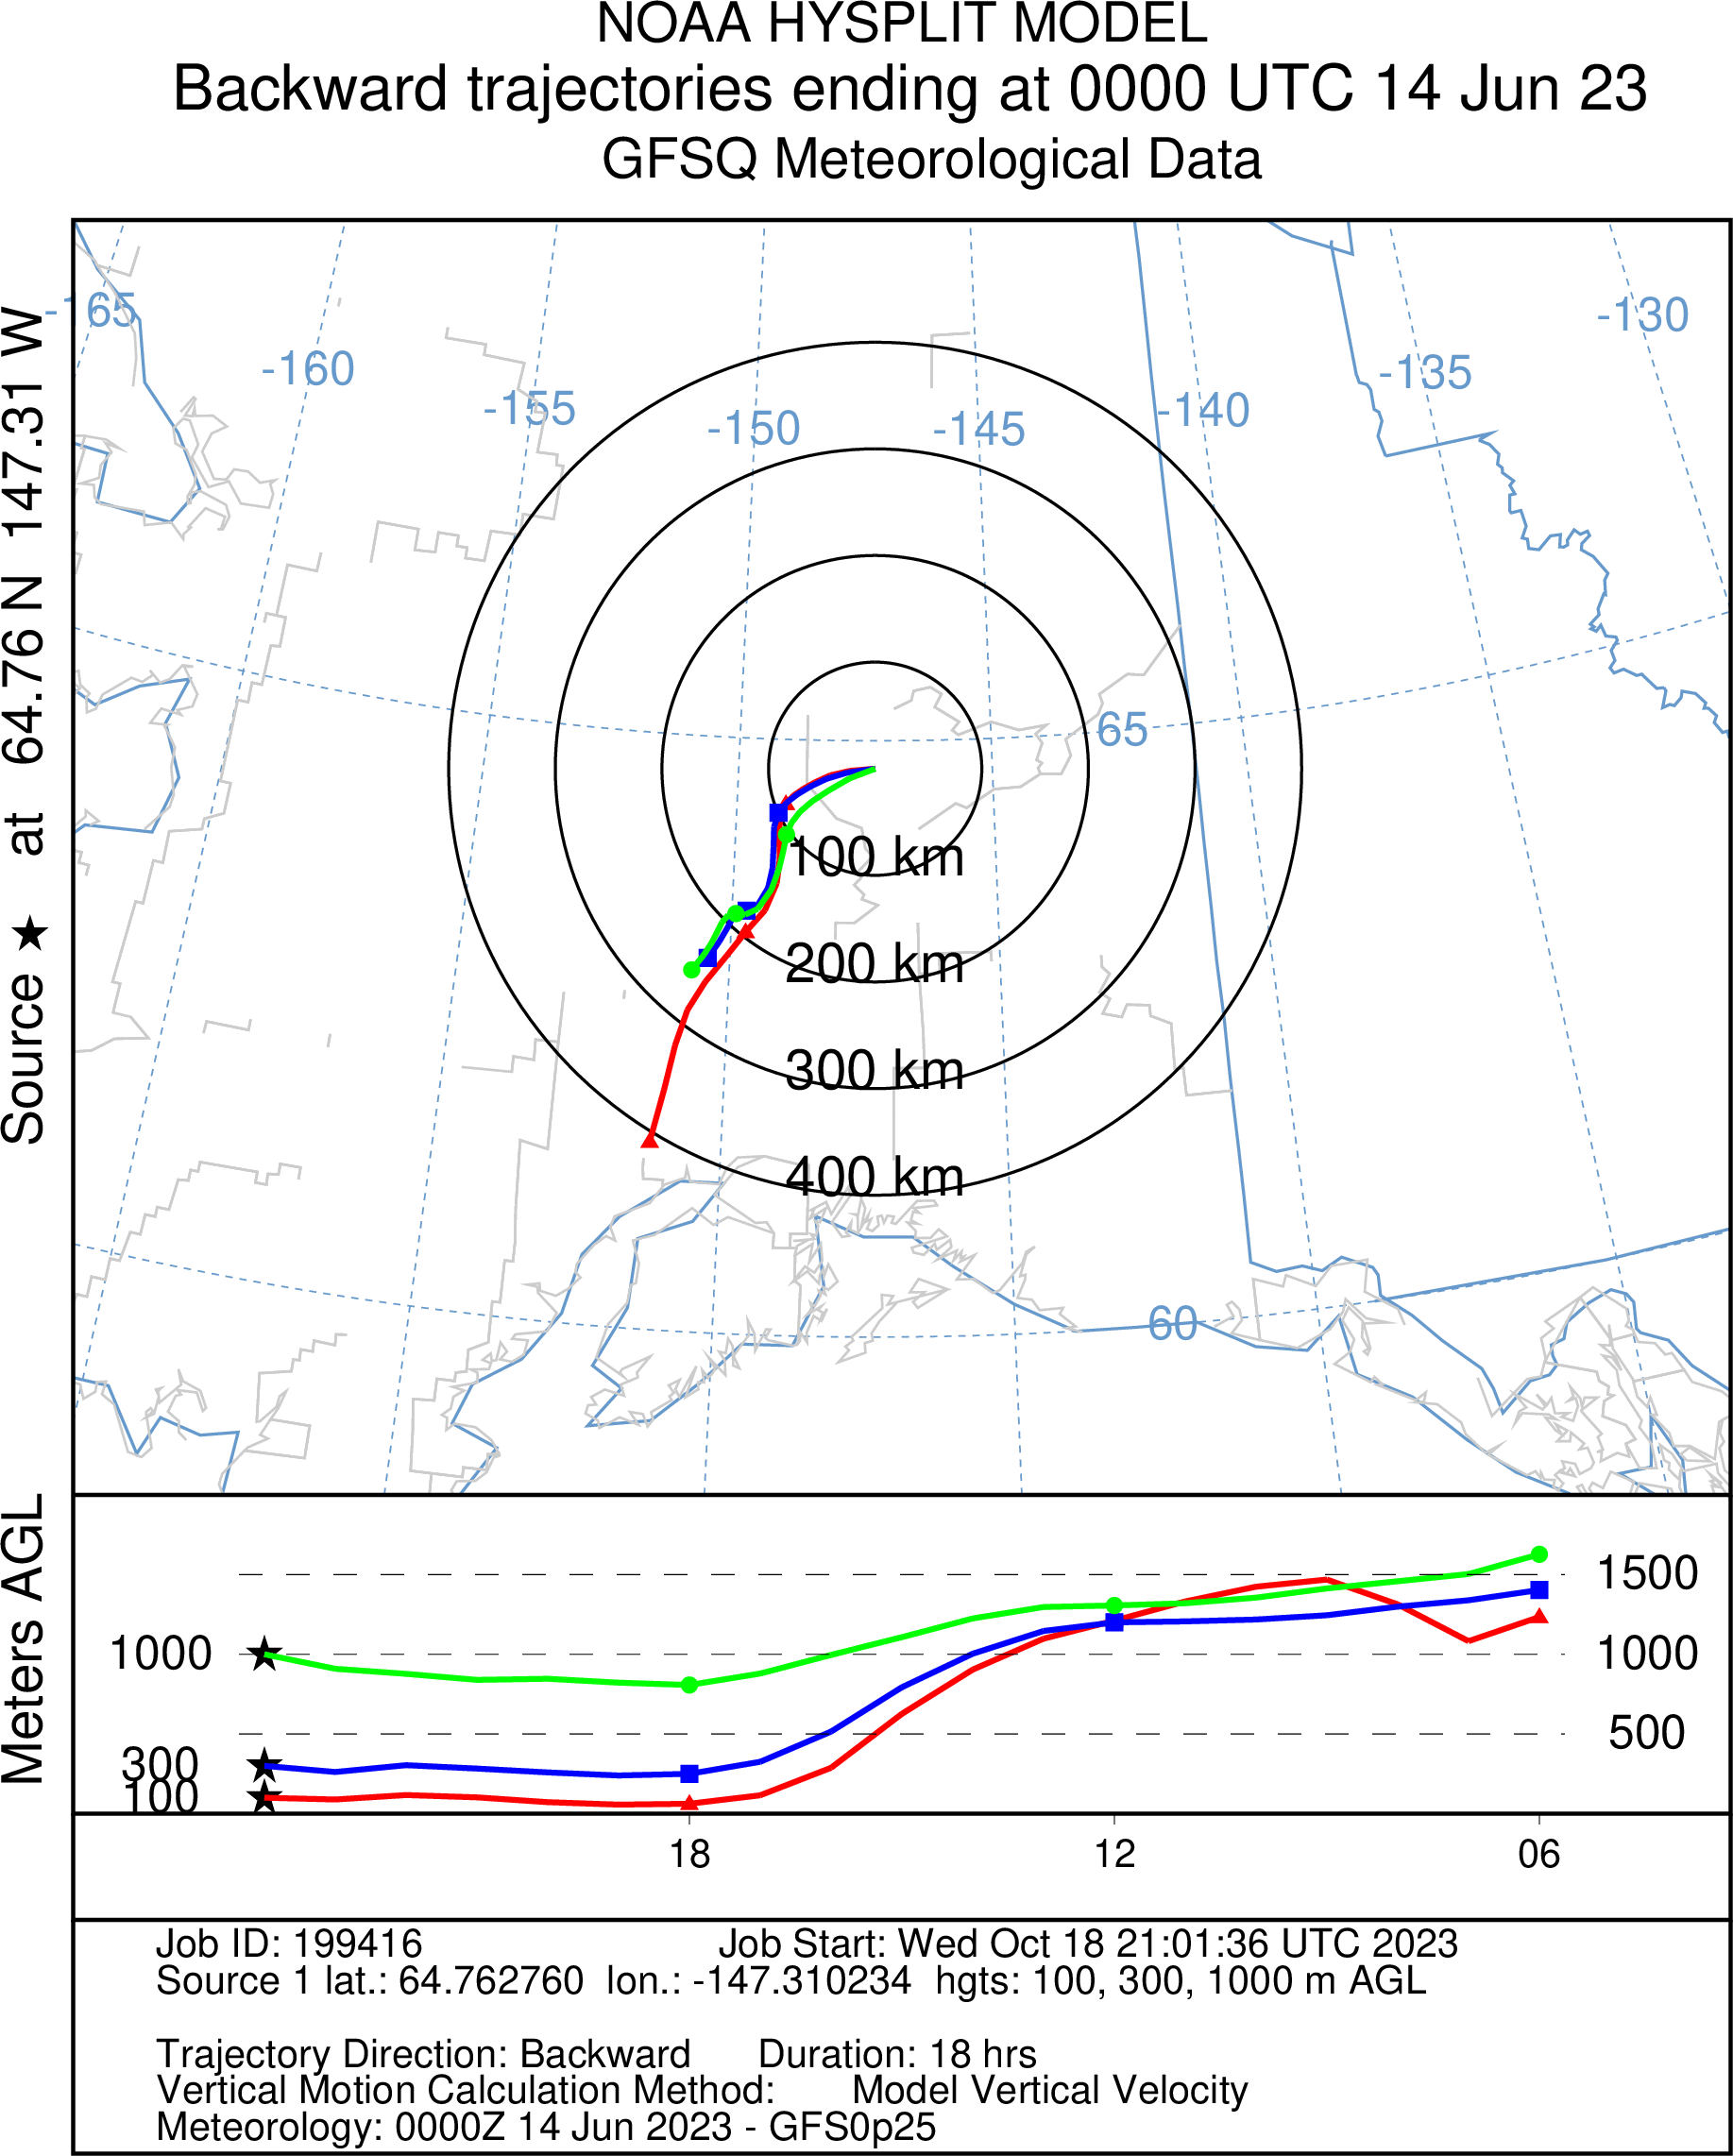 NOAA HYSPLIT MODEL
Backward trajectories ending at 0000 UTC 14 Jun 23
GFSQ Meteorological Data
Source ★ at 64.76 N 147.31 W
-165
-160
-155
-150
-145
-140
-135
-130
65
60
100 km
200 km
300 km
400 km
Meters AGL
1000
300
100
1500
1000
500
18 12 06
Job ID: 199416 Job Start: Wed Oct 18 21:01:36 UTC 2023
Source 1 lat.: 64.762760 lon.: -147.310234 hgts: 100, 300, 1000 m AGL
Trajectory Direction: Backward Duration: 18 hrs
Vertical Motion Calculation Method: Model Vertical Velocity
Meteorology: 0000Z 14 Jun 2023 - GFS0p25